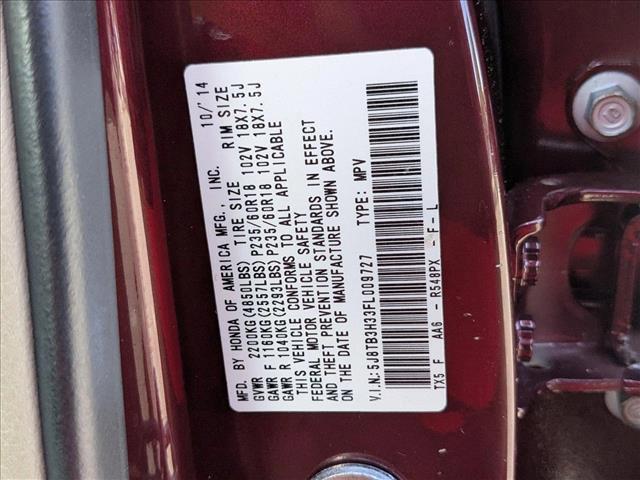 MFD. BY HONDA OF AMERICA MFG., INC. 10/'14
GVWR 2200KG(4850LBS) TIRE SIZE RIM SIZE
GAWR F 1160KG(2557LBS)P235/60R18 102V 18X7.5J
GAWR R 1040KG(2293LBS)P235/60R18 102V 18X7.5J
THIS VEHICLE CONFORMS TO ALL APPLICABLE
FEDERAL MOTOR VEHICLE SAFETY
AND THEFT PREVENTION STANDARDS IN EFFECT
ON THE DATE OF MANUFACTURE SHOWN ABOVE.
V.I.N.: 5J8TB3H33FL009727 TYPE: MPV
TX5 F AA6 - R548PX - F - L